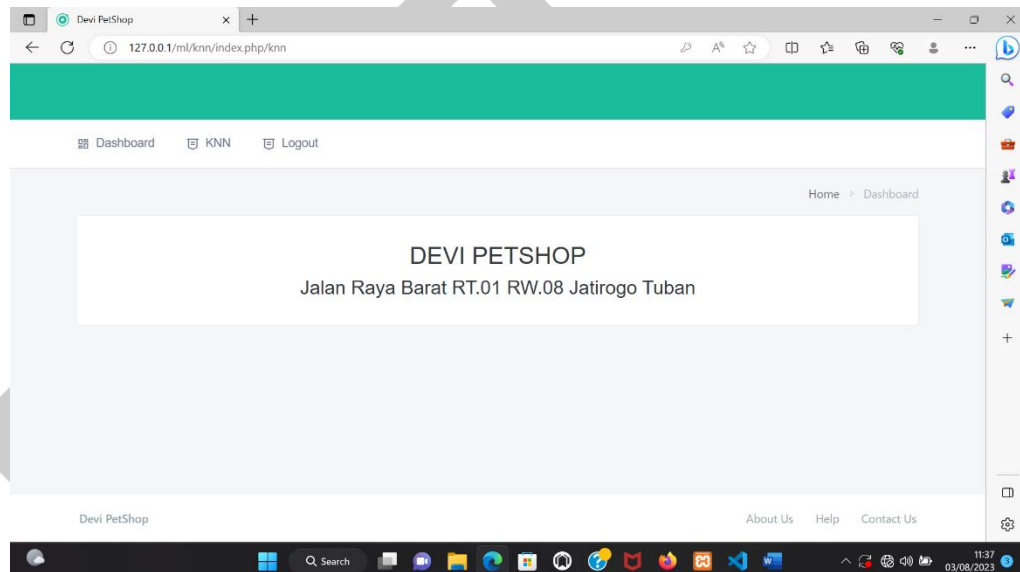 Devi PetShop
127.0.0.1/ml/knn/index.php/knn
Dashboard KNN Logout
Home > Dashboard
DEVI PETSHOP
Jalan Raya Barat RT.01 RW.08 Jatirogo Tuban
Devi PetShop About Us Help Contact Us
Search
11:37
03/08/2023
3